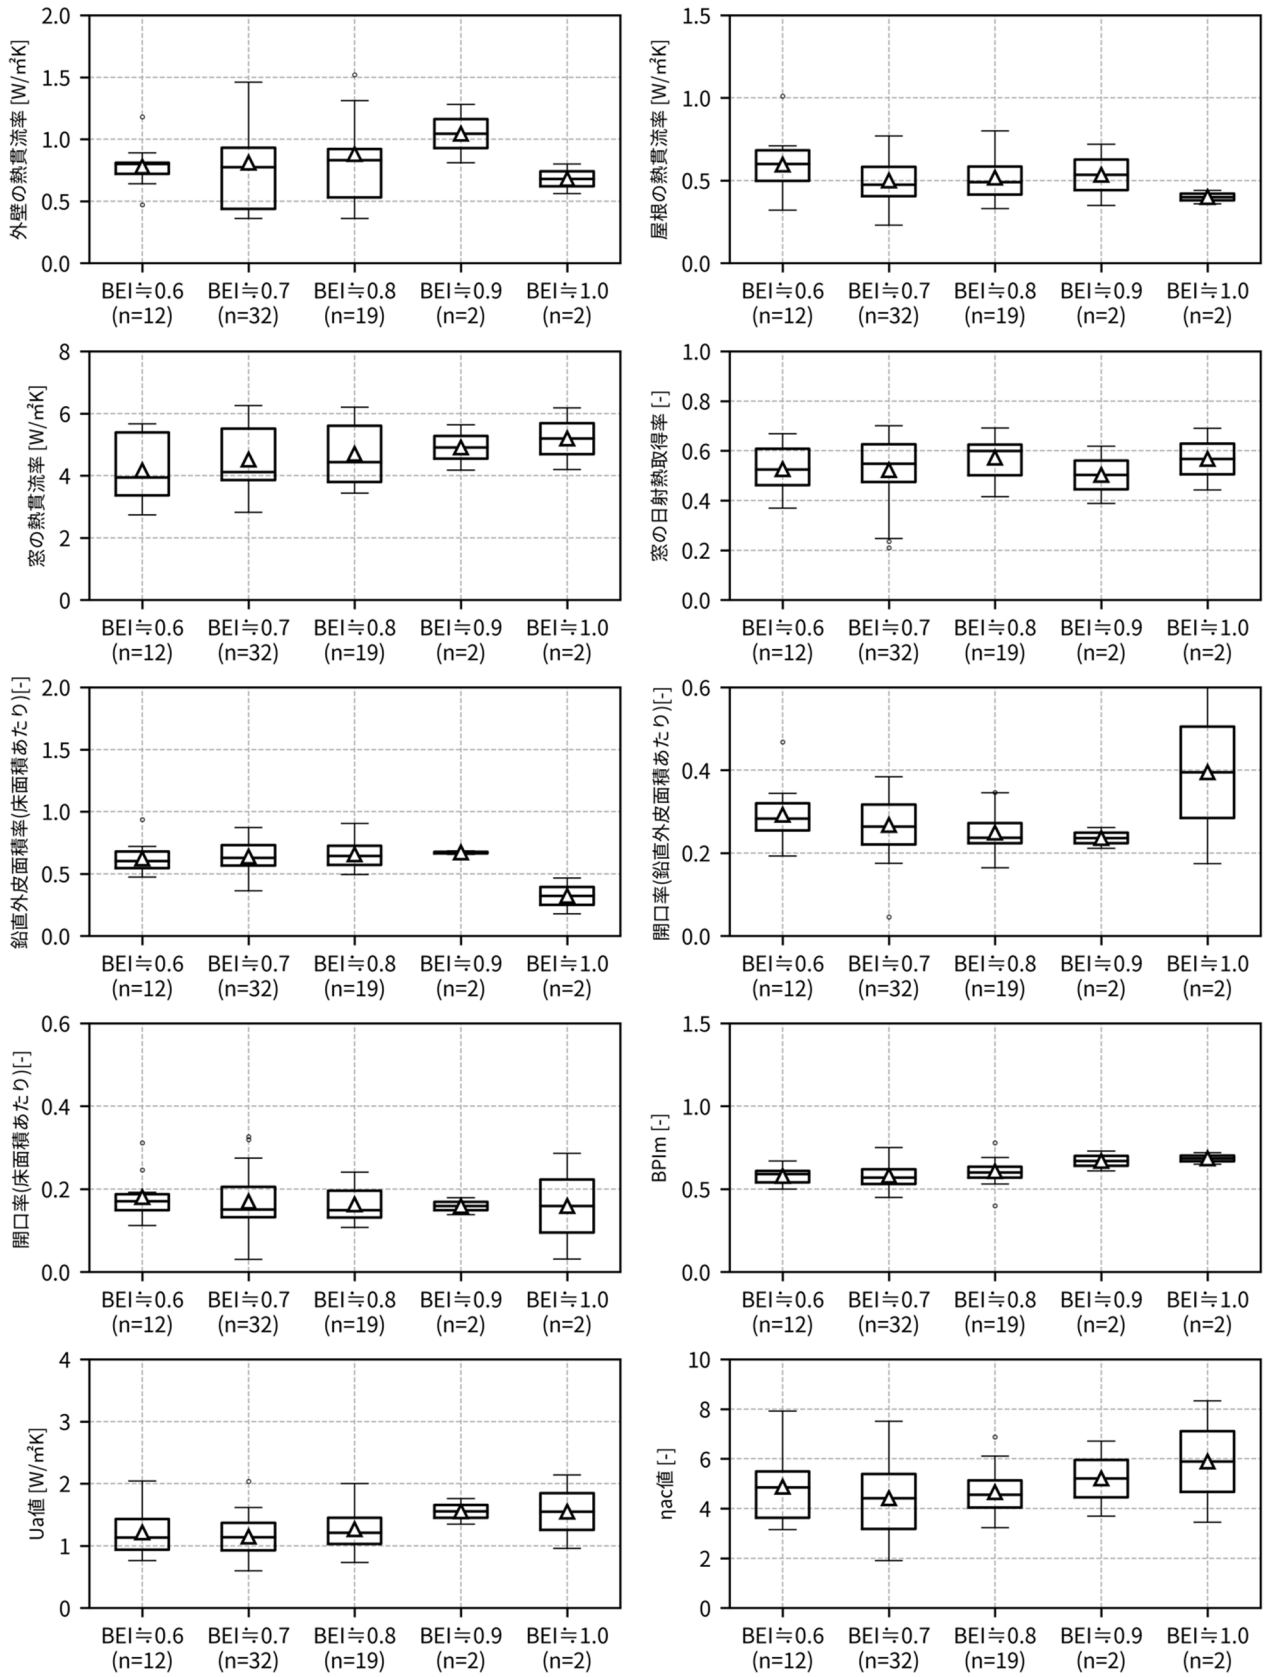 外壁の熱貫流率 [W/㎡K]
2.0
1.5
1.0
0.5
0.0
BEI≒0.6 BEI≒0.7 BEI≒0.8 BEI≒0.9 BEI≒1.0
(n=12) (n=32) (n=19) (n=2) (n=2)
屋根の熱貫流率 [W/㎡K]
1.5
1.0
0.5
0.0
BEI≒0.6 BEI≒0.7 BEI≒0.8 BEI≒0.9 BEI≒1.0
(n=12) (n=32) (n=19) (n=2) (n=2)
窓の熱貫流率 [W/㎡K]
8
6
4
2
0
BEI≒0.6 BEI≒0.7 BEI≒0.8 BEI≒0.9 BEI≒1.0
(n=12) (n=32) (n=19) (n=2) (n=2)
窓の日射熱取得率 [-]
1.0
0.8
0.6
0.4
0.2
0.0
BEI≒0.6 BEI≒0.7 BEI≒0.8 BEI≒0.9 BEI≒1.0
(n=12) (n=32) (n=19) (n=2) (n=2)
鉛直外皮面積率(床面積あたり)[-]
2.0
1.5
1.0
0.5
0.0
BEI≒0.6 BEI≒0.7 BEI≒0.8 BEI≒0.9 BEI≒1.0
(n=12) (n=32) (n=19) (n=2) (n=2)
開口率(鉛直外皮面積あたり)[-]
0.6
0.4
0.2
0.0
BEI≒0.6 BEI≒0.7 BEI≒0.8 BEI≒0.9 BEI≒1.0
(n=12) (n=32) (n=19) (n=2) (n=2)
開口率(床面積あたり)[-]
0.6
0.4
0.2
0.0
BEI≒0.6 BEI≒0.7 BEI≒0.8 BEI≒0.9 BEI≒1.0
(n=12) (n=32) (n=19) (n=2) (n=2)
BPIm [-]
1.5
1.0
0.5
0.0
BEI≒0.6 BEI≒0.7 BEI≒0.8 BEI≒0.9 BEI≒1.0
(n=12) (n=32) (n=19) (n=2) (n=2)
Ua値 [W/㎡K]
4
3
2
1
0
BEI≒0.6 BEI≒0.7 BEI≒0.8 BEI≒0.9 BEI≒1.0
(n=12) (n=32) (n=19) (n=2) (n=2)
ηac値 [-]
10
8
6
4
2
0
BEI≒0.6 BEI≒0.7 BEI≒0.8 BEI≒0.9 BEI≒1.0
(n=12) (n=32) (n=19) (n=2) (n=2)